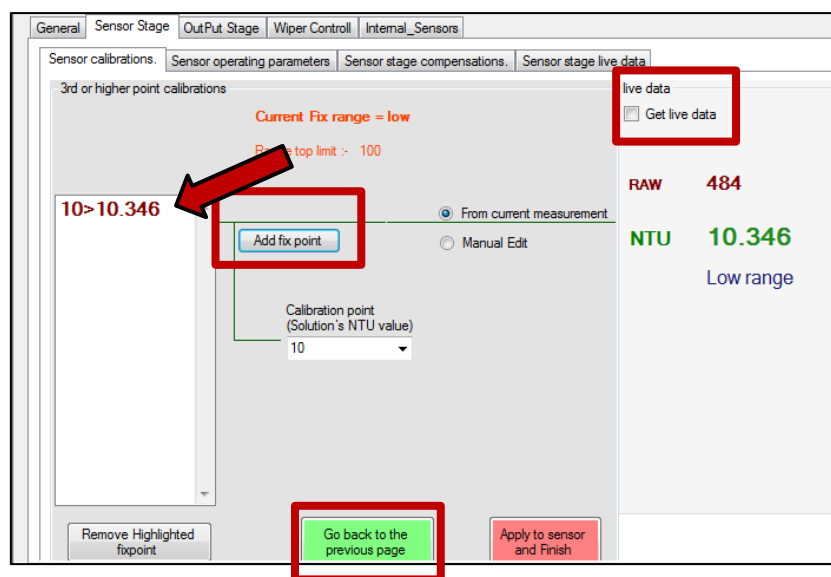 General Sensor Stage OutPut Stage Wiper Controll Internal_Sensors
Sensor calibrations. Sensor operating parameters Sensor stage compensations. Sensor stage live data
3rd or higher point calibrations
live data
Get live data
Current Fix range = low
top limit :- 100
RAW 484
10>10.346
From current measurement
Add fix point
Manual Edit
NTU 10.346
Low range
Calibration point
(Solution's NTU value)
10
Remove Highlighted
fixpoint
Go back to the
previous page
Apply to sensor
and Finish